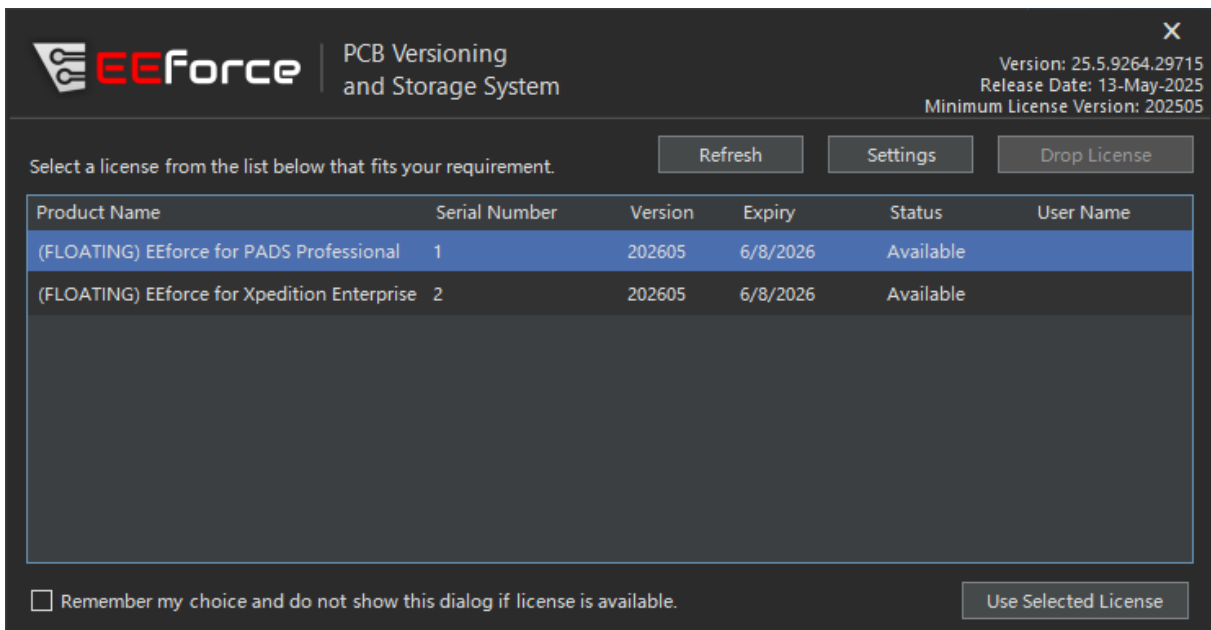 EEforce
PCB Versioning
and Storage System
X
Version: 25.5.9264.29715
Release Date: 13-May-2025
Minimum License Version: 202505
Select a license from the list below that fits your requirement.
Refresh Settings Drop License
Product Name Serial Number Version Expiry Status User Name
(FLOATING) EEforce for PADS Professional 1 202605 6/8/2026 Available
(FLOATING) EEforce for Xpedition Enterprise 2 202605 6/8/2026 Available
Remember my choice and do not show this dialog if license is available.
Use Selected License